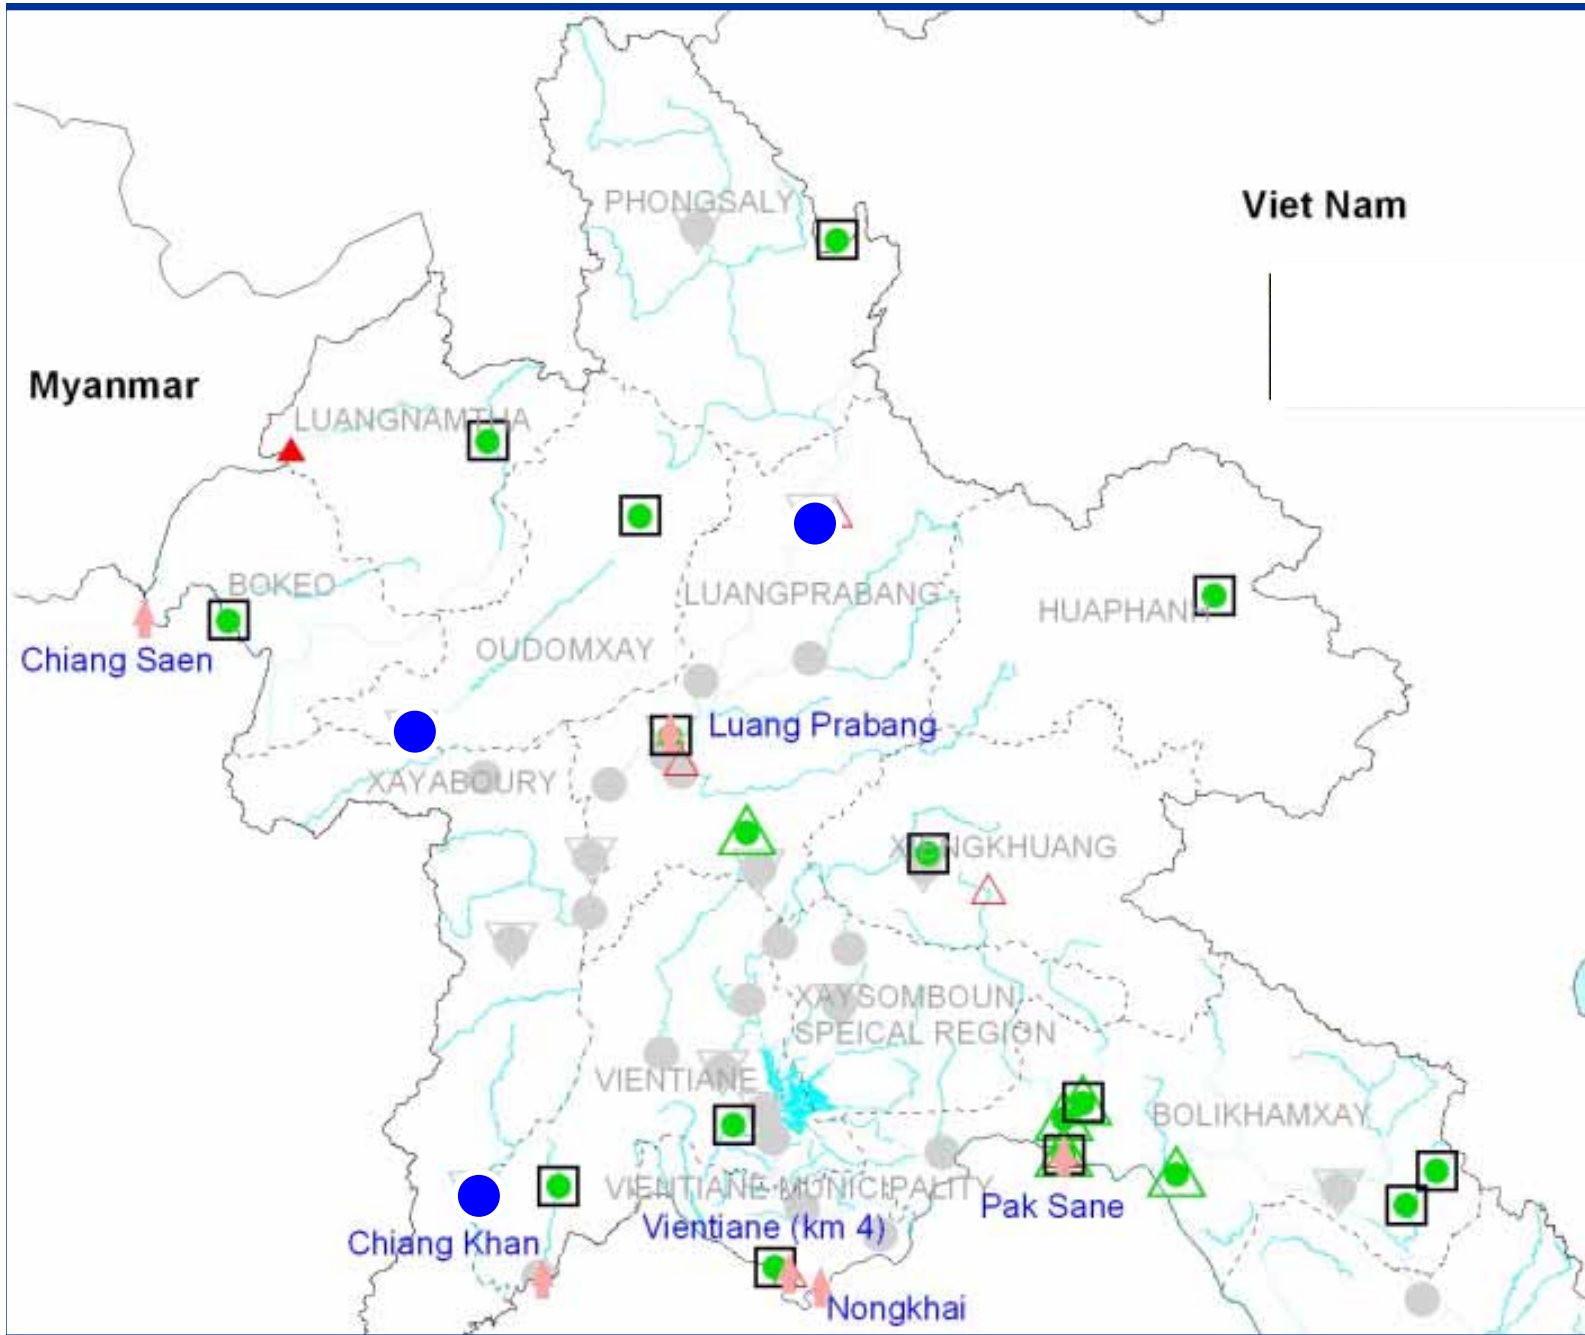 PHONGSALY
Viet Nam
Myanmar
LUANGNAMTHA
BOKEO
LUANGPRABANG
HUAPHANH
Chiang Saen
OUDOMXAY
Luang Prabang
XAYABOURY
XIENGKHUANG
XAYSOMBOUN
SPEICAL REGION
VIENTIANE
BOLIKHAMXAY
VIENTIANE MUNICIPALITY
Pak Sane
Vientiane (km 4)
Chiang Khan
Nongkhai